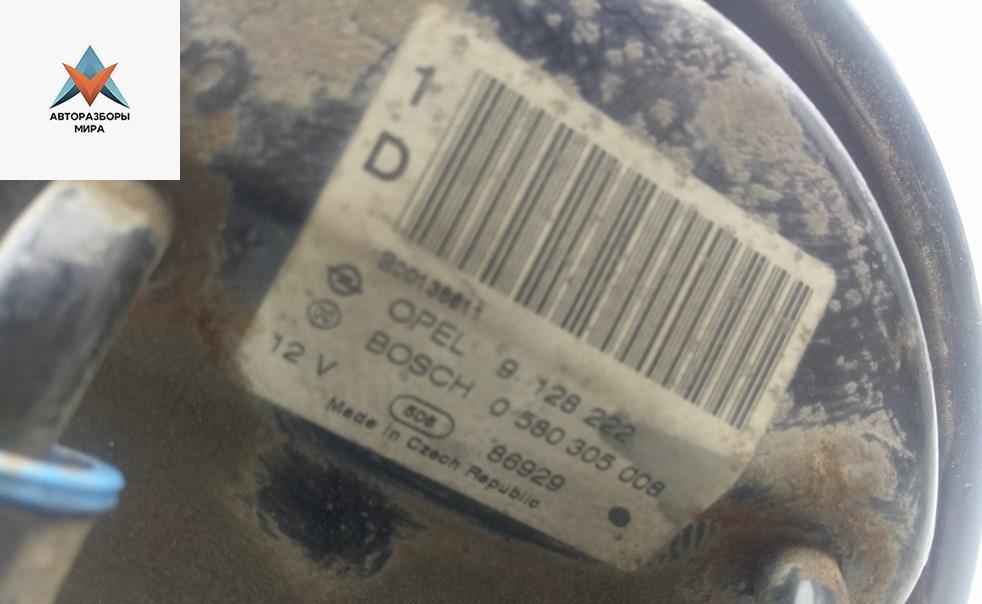 АВТОРАЗБОРЫ
МИРА
1
D
OPEL 9 128 222
BOSCH 0 580 305 008
12 V 86929
Made in Czech Republic